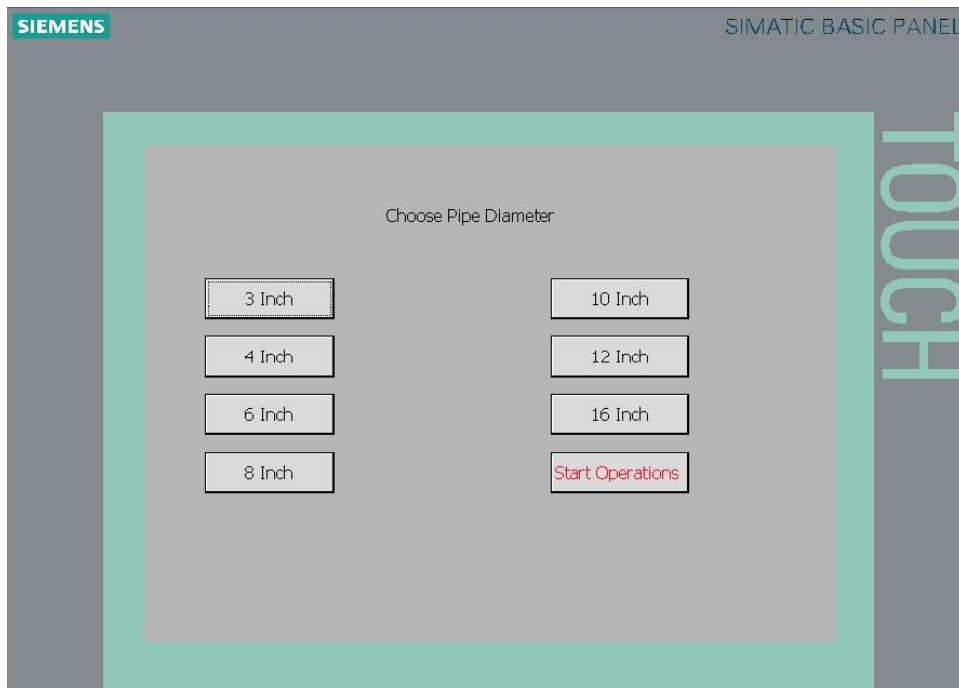 SIEMENS
SIMATIC BASIC PANEL
TOUCH
Choose Pipe Diameter
3 Inch
10 Inch
4 Inch
12 Inch
6 Inch
16 Inch
8 Inch
Start Operations